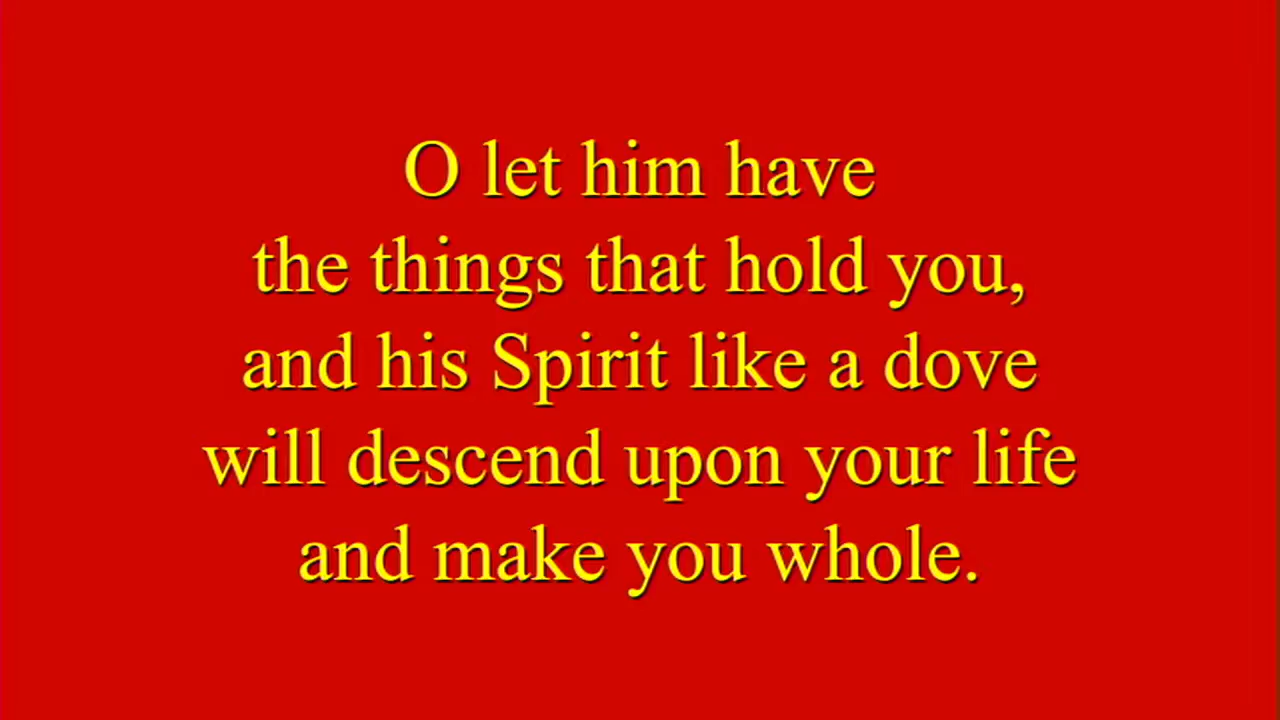 O let him have
the things that hold you,
and his Spirit like a dove
will descend upon your life
and make you whole.